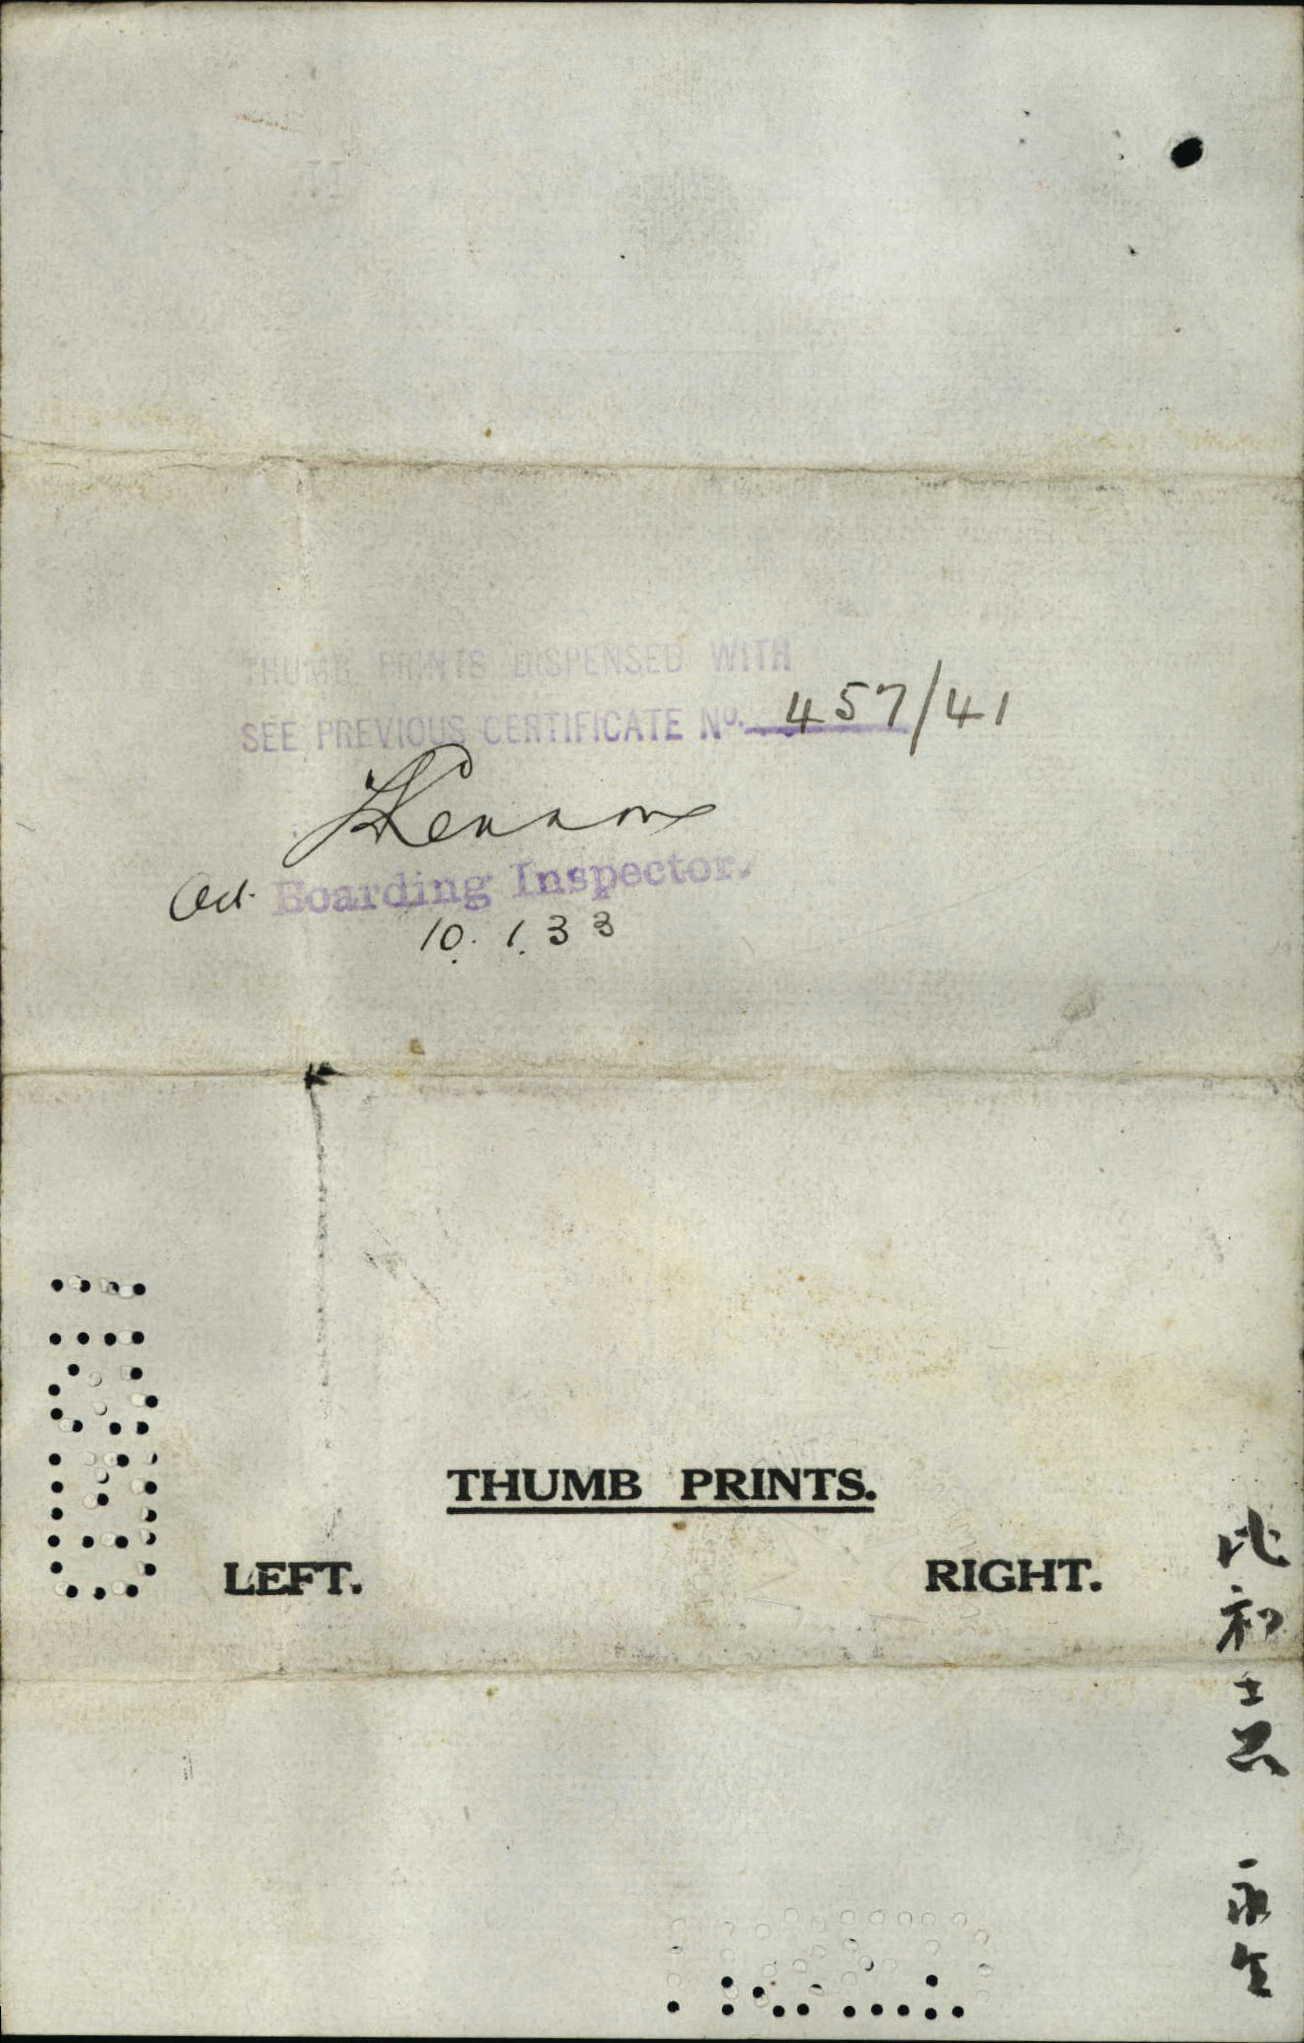 THUMB PRINTS DISPENSED WITH
SEE PREVIOUS CERTIFICATE No. 457/41
Act. Boarding Inspector.
10.1.33
THUMB PRINTS.
LEFT.
RIGHT.